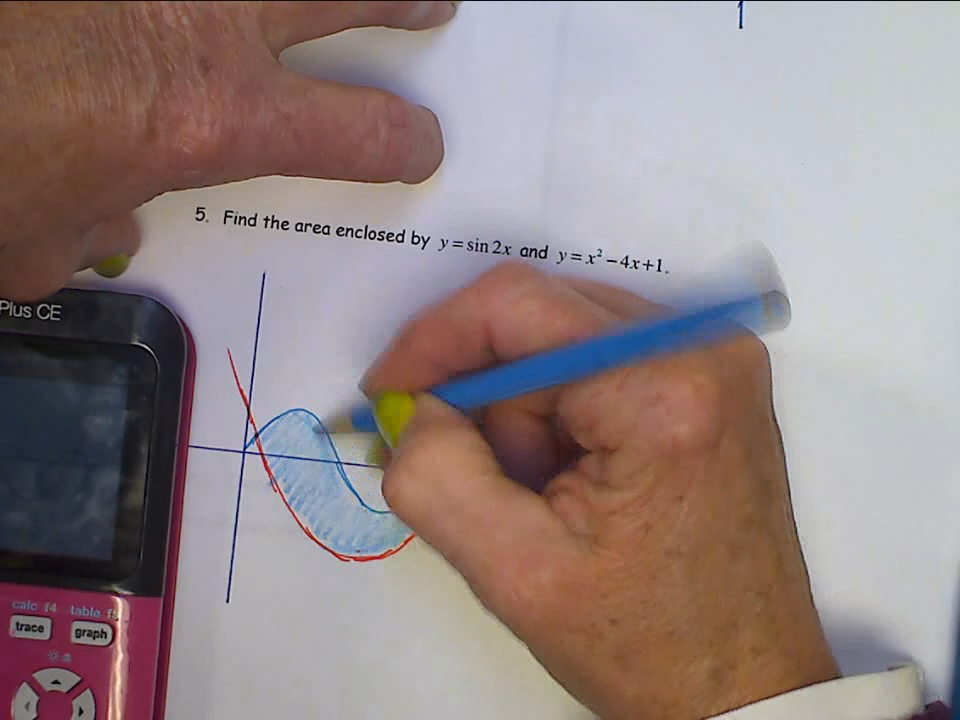 5. Find the area enclosed by y = sin 2x and y = x² − 4x + 1.
Plus CE
calc f4 table f5
trace graph